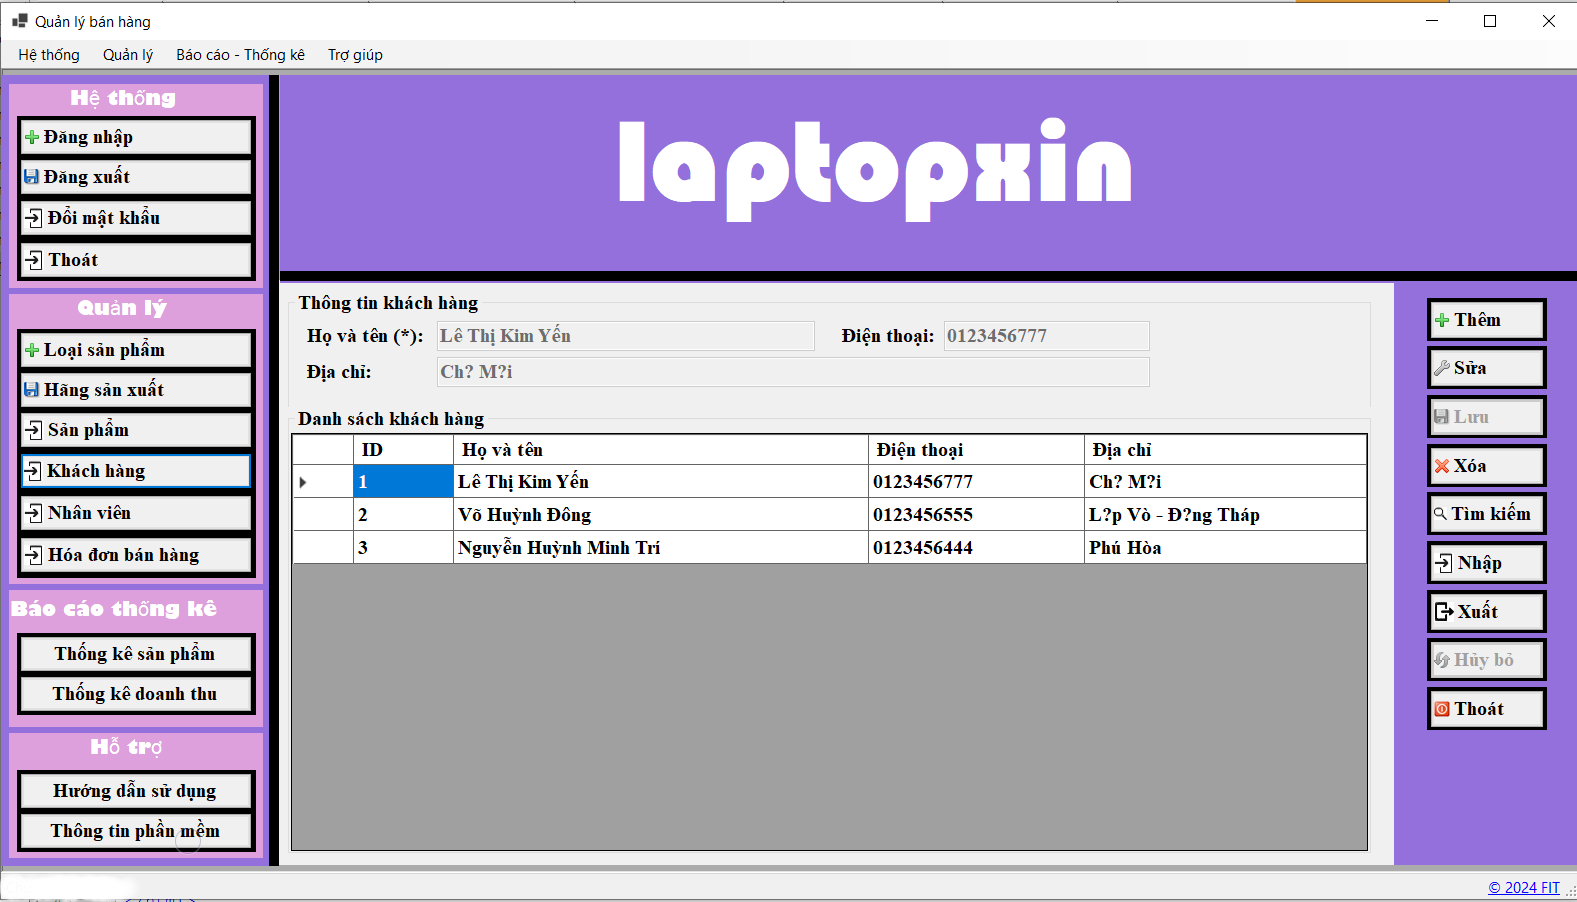 Quản lý bán hàng
Hệ thống Quản lý Báo cáo - Thống kê Trợ giúp
Hệ thống
Đăng nhập
Đăng xuất
Đổi mật khẩu
Thoát
Quản lý
Loại sản phẩm
Hãng sản xuất
Sản phẩm
Khách hàng
Nhân viên
Hóa đơn bán hàng
Báo cáo thống kê
Thống kê sản phẩm
Thống kê doanh thu
Hỗ trợ
Hướng dẫn sử dụng
Thông tin phần mềm
laptopxin
Thông tin khách hàng
Họ và tên (*): Lê Thị Kim Yến Điện thoại: 0123456777
Địa chỉ: Ch? M?i
Danh sách khách hàng
ID Họ và tên Điện thoại Địa chỉ
1 Lê Thị Kim Yến 0123456777 Ch? M?i
2 Võ Huỳnh Đông 0123456555 L?p Vò - Đ?ng Tháp
3 Nguyễn Huỳnh Minh Trí 0123456444 Phú Hòa
Thêm
Sửa
Lưu
Xóa
Tìm kiếm
Nhập
Xuất
Hủy bỏ
Thoát
© 2024 FIT